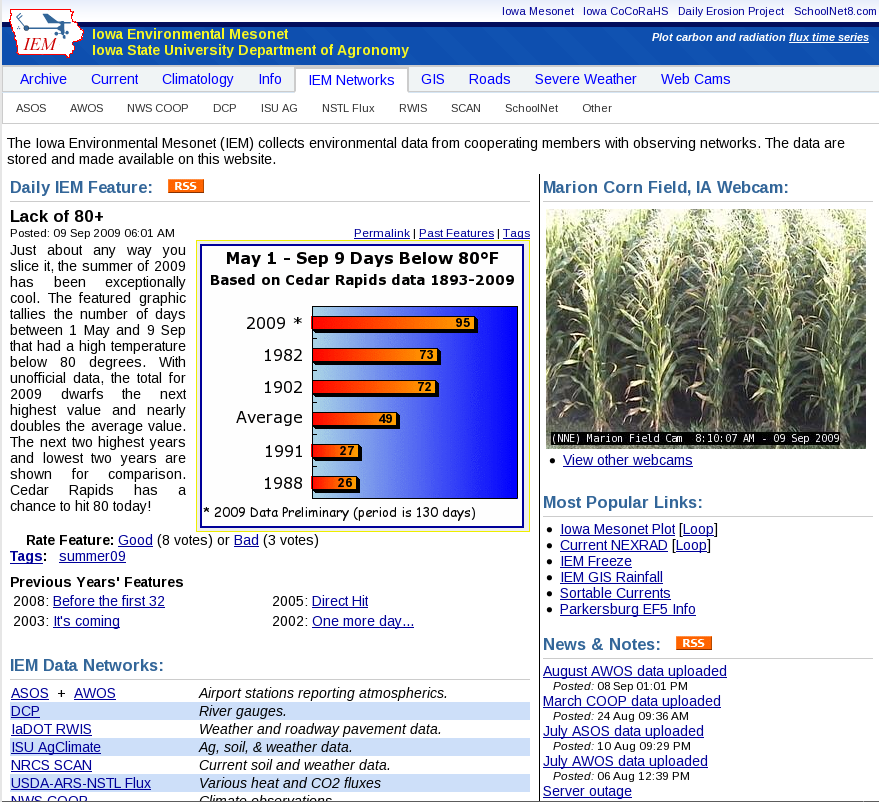 Iowa Mesonet Iowa CoCoRaHS Daily Erosion Project SchoolNet8.com
IEM
Iowa Environmental Mesonet
Iowa State University Department of Agronomy
Plot carbon and radiation flux time series
Archive Current Climatology Info IEM Networks GIS Roads Severe Weather Web Cams
ASOS AWOS NWS COOP DCP ISU AG NSTL Flux RWIS SCAN SchoolNet Other
The Iowa Environmental Mesonet (IEM) collects environmental data from cooperating members with observing networks. The data are
stored and made available on this website.
Daily IEM Feature: RSS
Lack of 80+
Posted: 09 Sep 2009 06:01 AM
Permalink | Past Features | Tags
Just about any way you
slice it, the summer of 2009
has been exceptionally
cool. The featured graphic
tallies the number of days
between 1 May and 9 Sep
that had a high temperature
below 80 degrees. With
unofficial data, the total for
2009 dwarfs the next
highest value and nearly
doubles the average value.
The next two highest years
and lowest two years are
shown for comparison.
Cedar Rapids has a
chance to hit 80 today!
May 1 - Sep 9 Days Below 80ºF
Based on Cedar Rapids data 1893-2009
2009 * 95
1982 73
1902 72
Average 49
1991 27
1988 26
* 2009 Data Preliminary (period is 130 days)
Rate Feature: Good (8 votes) or Bad (3 votes)
Tags: summer09
Previous Years' Features
2008: Before the first 32 2005: Direct Hit
2003: It's coming 2002: One more day...
IEM Data Networks:
ASOS + AWOS Airport stations reporting atmospherics.
DCP River gauges.
IaDOT RWIS Weather and roadway pavement data.
ISU AgClimate Ag, soil, & weather data.
NRCS SCAN Current soil and weather data.
USDA-ARS-NSTL Flux Various heat and CO2 fluxes
NWS COOP Climate observations
Marion Corn Field, IA Webcam:
(NNE) Marion Field Cam 8:10:07 AM - 09 Sep 2009
View other webcams
Most Popular Links:
Iowa Mesonet Plot [Loop]
Current NEXRAD [Loop]
IEM Freeze
IEM GIS Rainfall
Sortable Currents
Parkersburg EF5 Info
News & Notes: RSS
August AWOS data uploaded
Posted: 08 Sep 01:01 PM
March COOP data uploaded
Posted: 24 Aug 09:36 AM
July ASOS data uploaded
Posted: 10 Aug 09:29 PM
July AWOS data uploaded
Posted: 06 Aug 12:39 PM
Server outage